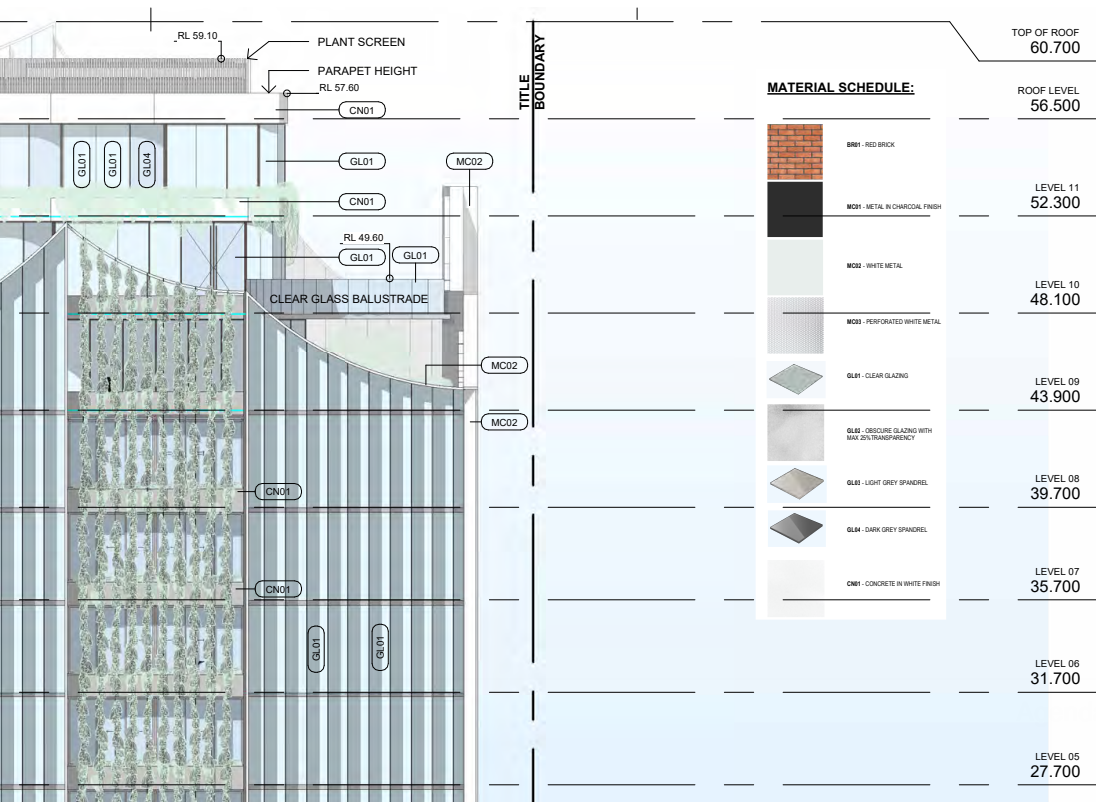 RL 59.10
PLANT SCREEN
PARAPET HEIGHT
RL 57.60
CN01
GL01
GL01
GL04
GL01
MC02
CN01
RL 49.60
GL01
GL01
CLEAR GLASS BALUSTRADE
MC02
MC02
CN01
CN01
GL01
GL01
TITLE
BOUNDARY
MATERIAL SCHEDULE:
BR01 - RED BRICK
MC01 - METAL IN CHARCOAL FINISH
MC02 - WHITE METAL
MC03 - PERFORATED WHITE METAL
GL01 - CLEAR GLAZING
GL02 - OBSCURE GLAZING WITH
MAX 25%TRANSPARENCY
GL03 - LIGHT GREY SPANDREL
GL04 - DARK GREY SPANDREL
CN01 - CONCRETE IN WHITE FINISH
TOP OF ROOF
60.700
ROOF LEVEL
56.500
LEVEL 11
52.300
LEVEL 10
48.100
LEVEL 09
43.900
LEVEL 08
39.700
LEVEL 07
35.700
LEVEL 06
31.700
LEVEL 05
27.700